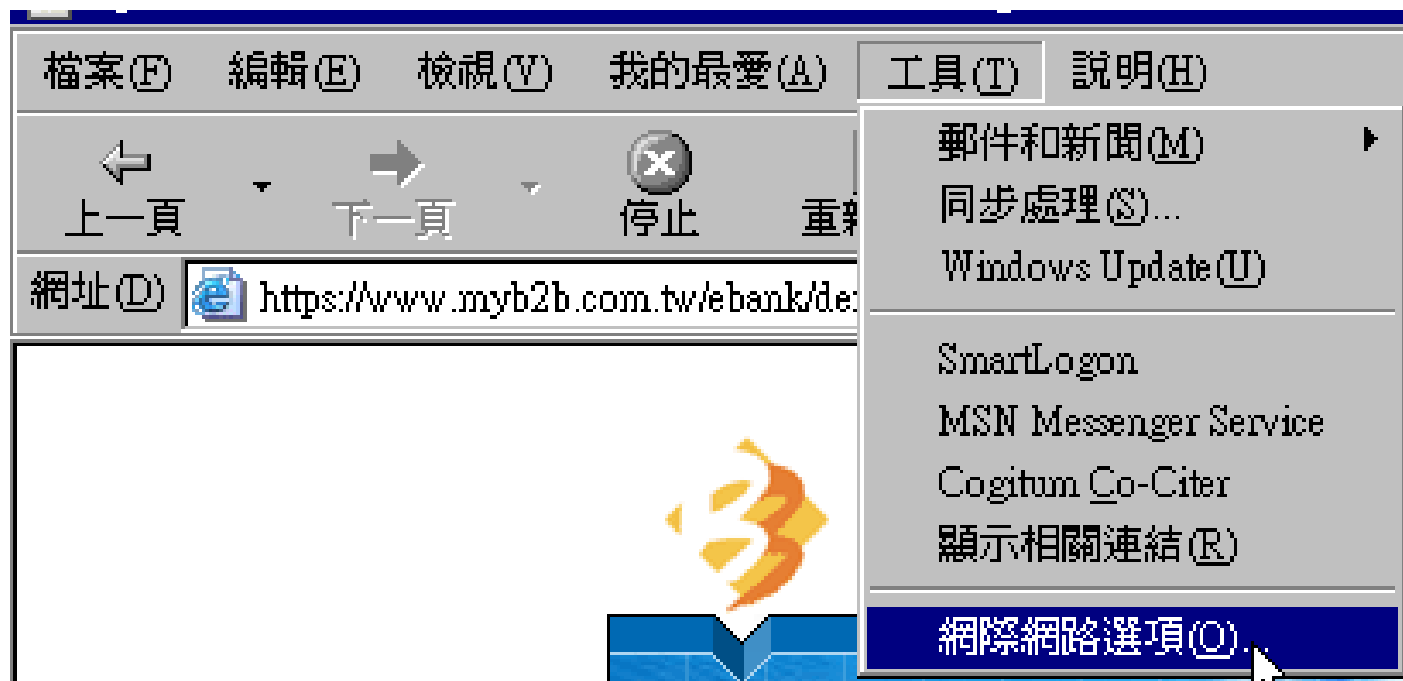 檔案(F) 編輯(E) 檢視(V) 我的最愛(A) 工具(T) 說明(H)
上一頁 下一頁 停止
網址(D) https://www.myb2b.com.tw/ebank/de
郵件和新聞(M)
同步處理(S)...
Windows Update(U)
SmartLogon
MSN Messenger Service
Cogitum Co-Citer
顯示相關連結(R)
網際網路選項(O)...